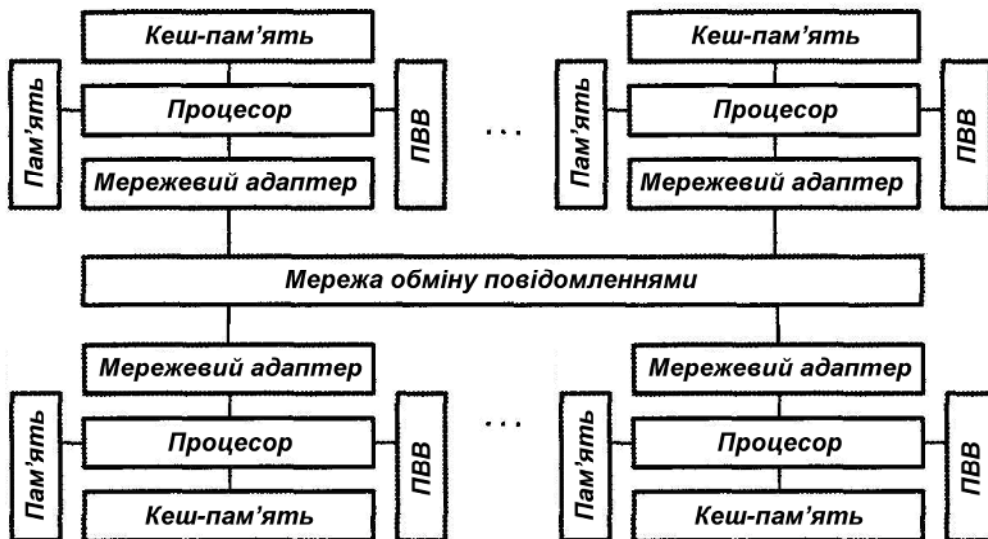 Кеш-пам’ять
Кеш-пам’ять
Пам’ять
Процесор
ПВВ
. . .
Пам’ять
Процесор
ПВВ
Мережевий адаптер
Мережевий адаптер
Мережа обміну повідомленнями
Мережевий адаптер
Мережевий адаптер
Пам’ять
Процесор
ПВВ
. . .
Пам’ять
Процесор
ПВВ
Кеш-пам’ять
Кеш-пам’ять